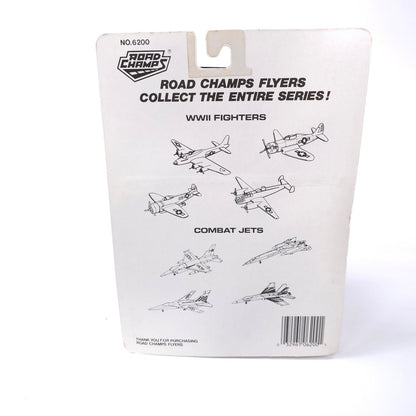 NO.6200
ROAD CHAMPS®
ROAD CHAMPS FLYERS
COLLECT THE ENTIRE SERIES!
WWII FIGHTERS
COMBAT JETS
THANK YOU FOR PURCHASING
ROAD CHAMPS FLYERS